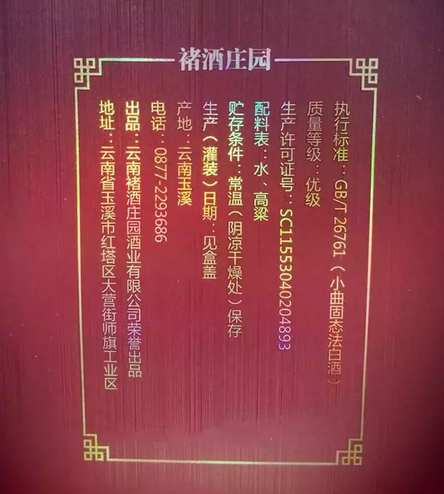 褚酒庄园
执行标准：GB/T 26761（小曲固态法白酒）
质量等级：优级
生产许可证号：SC11553040204893
配料表：水、高粱
贮存条件：常温（阴凉干燥处）保存
生产（灌装）日期：见盒盖
产地：云南玉溪
电话：0877-2293686
出品：云南褚酒庄园酒业有限公司荣誉出品
地址：云南省玉溪市红塔区大营街师旗工业区